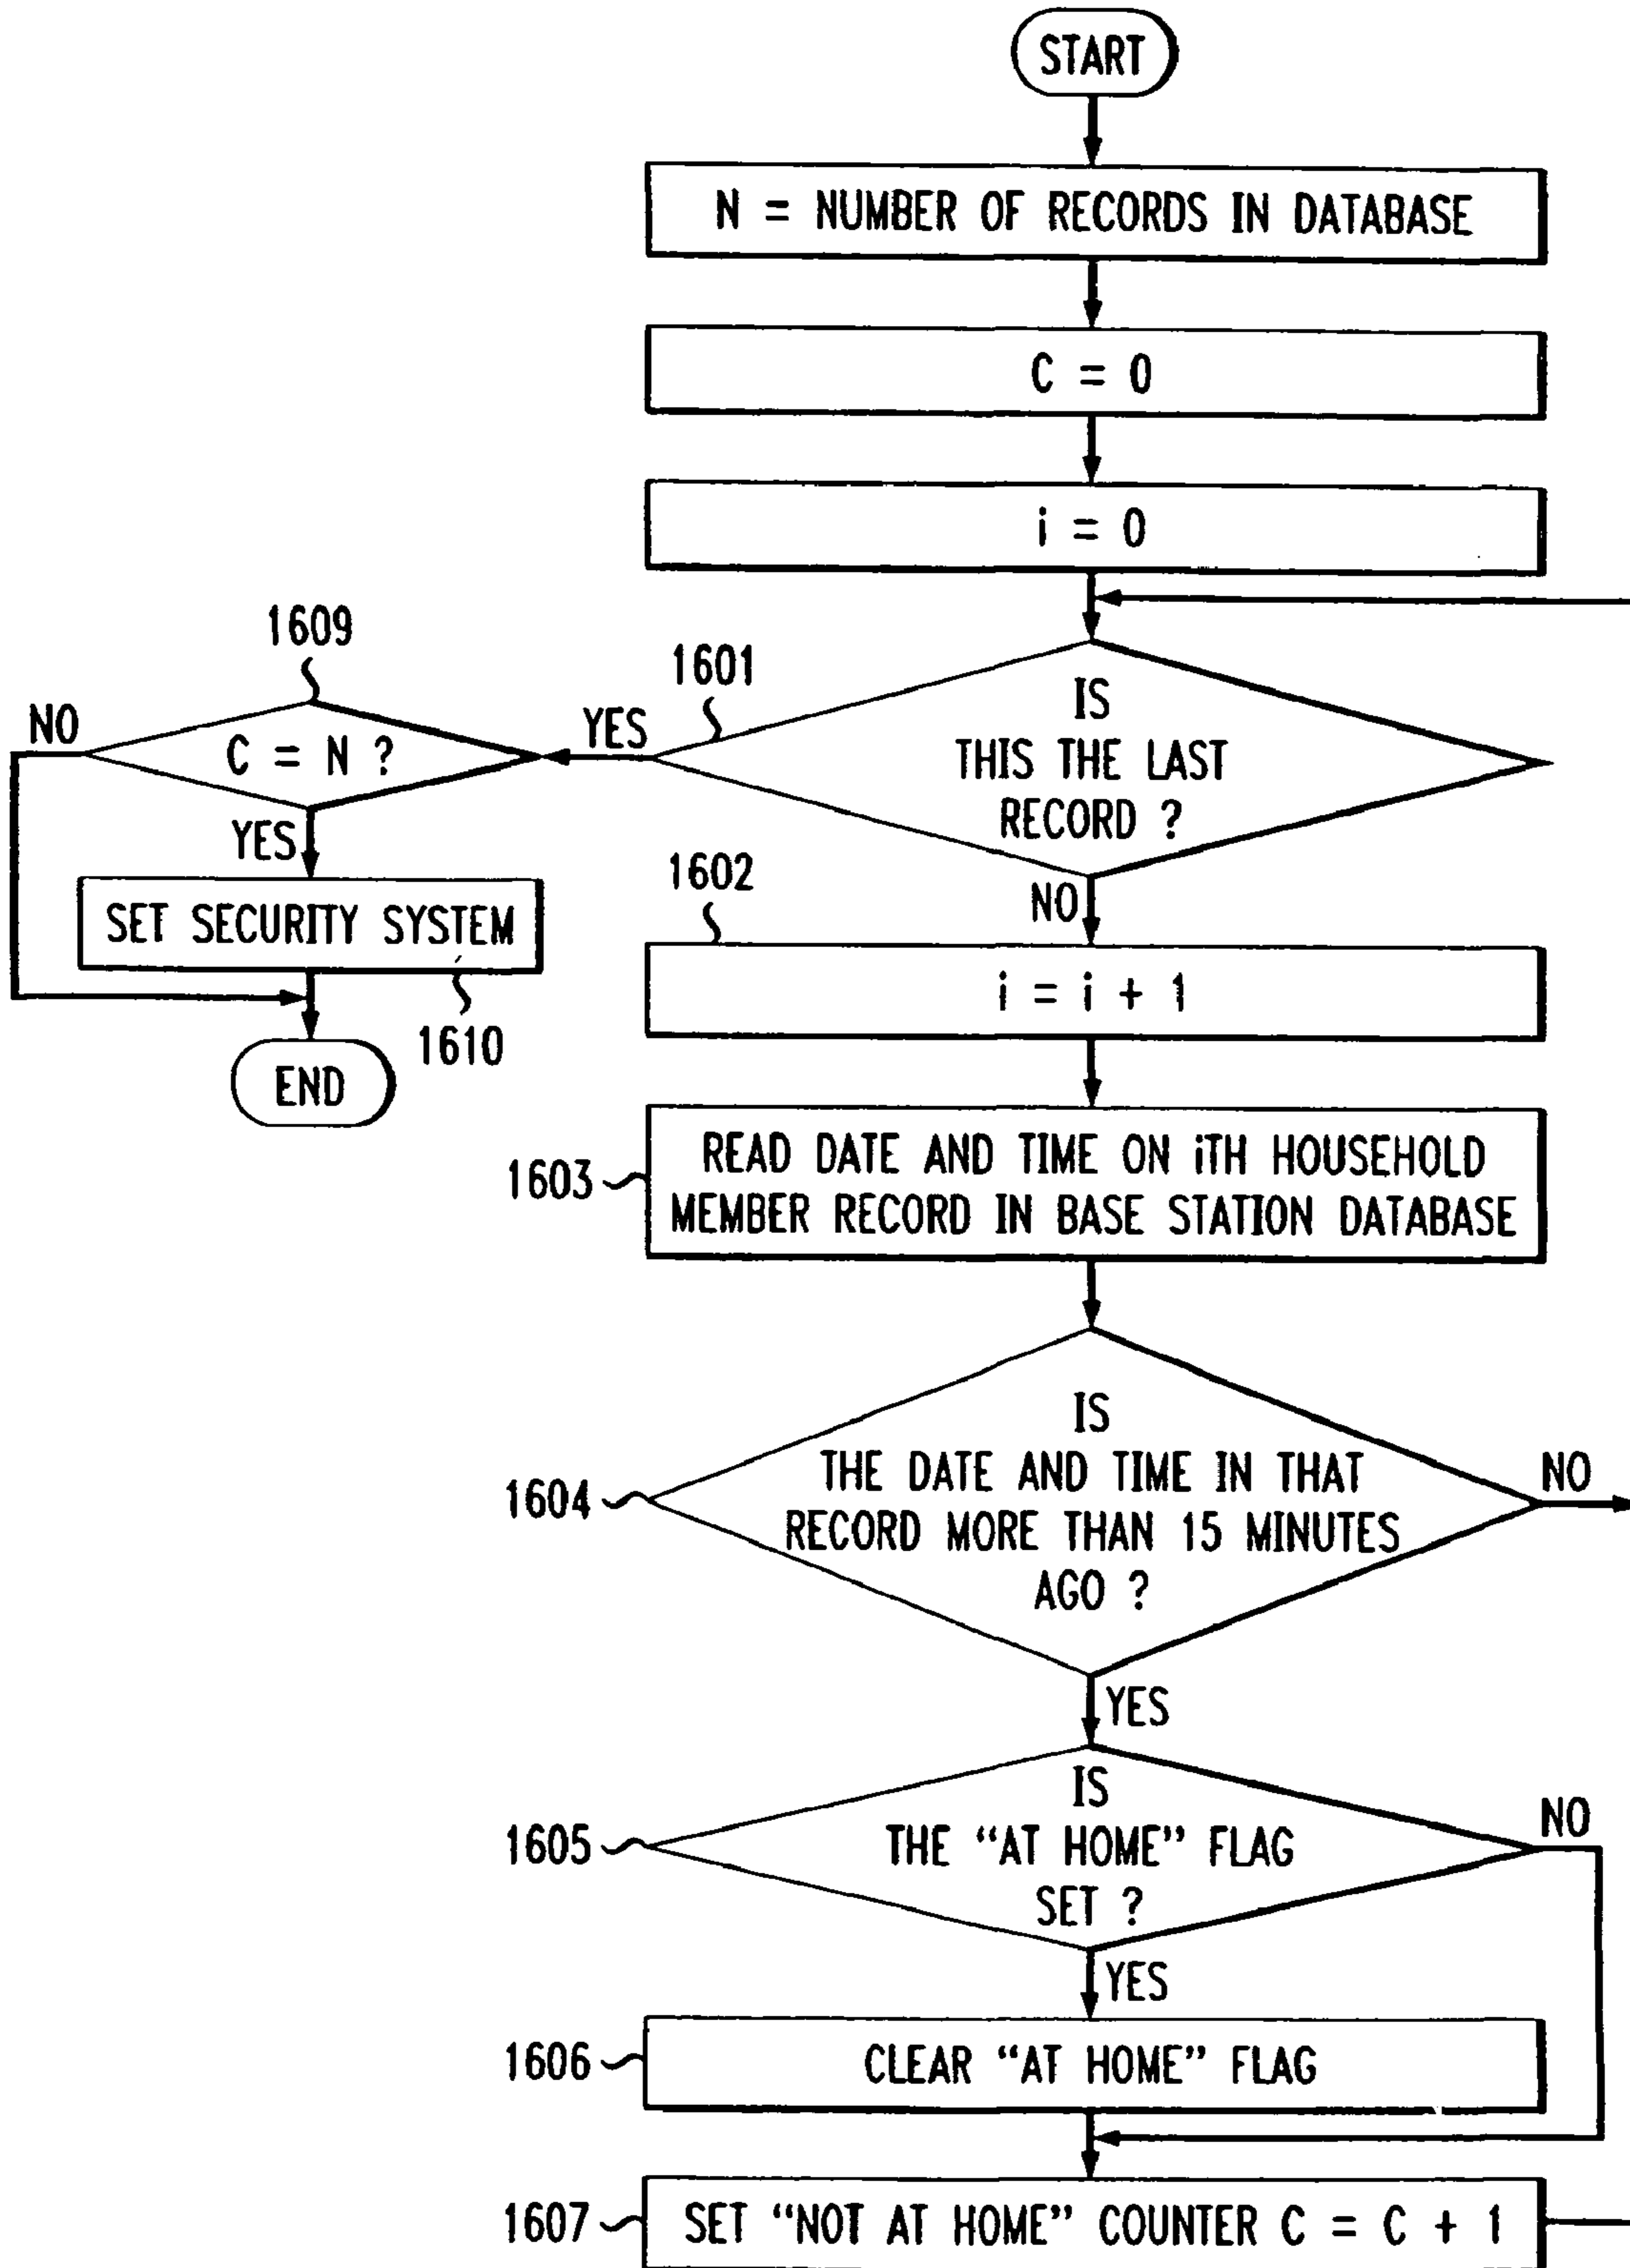 START
N = NUMBER OF RECORDS IN DATABASE
C = 0
i = 0
1609
1601
NO
C = N ?
YES
IS
THIS THE LAST
RECORD ?
YES
1602
NO
SET SECURITY SYSTEM
i = i + 1
1610
END
1603
READ DATE AND TIME ON iTH HOUSEHOLD
MEMBER RECORD IN BASE STATION DATABASE
1604
IS
THE DATE AND TIME IN THAT
RECORD MORE THAN 15 MINUTES
AGO ?
NO
YES
1605
IS
THE “AT HOME” FLAG
SET ?
NO
YES
1606
CLEAR “AT HOME” FLAG
1607
SET “NOT AT HOME” COUNTER C = C + 1